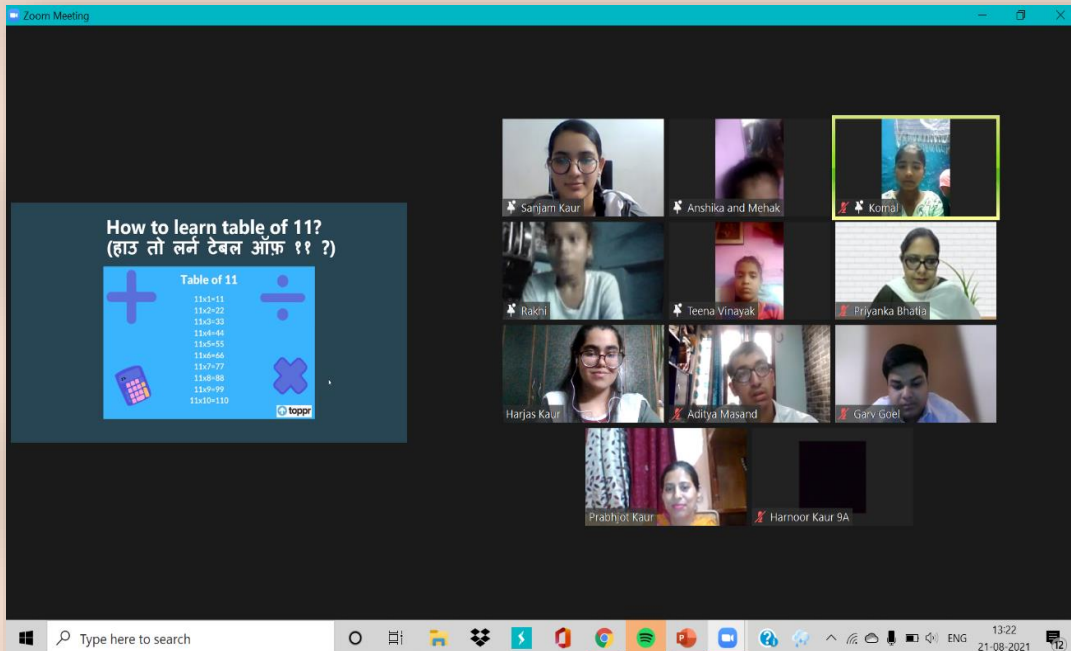 Zoom Meeting
How to learn table of 11?
(हाउ तो लर्न टेबल ऑफ़ ११ ?)
Table of 11
11x1=11
11x2=22
11x3=33
11x4=44
11x5=55
11x6=66
11x7=77
11x8=88
11x9=99
11x10=110
toppr
Sanjam Kaur
Anshika and Mehak
Komal
Rakhi
Teena Vinayak
Priyanka Bhatia
Harjas Kaur
Aditya Masand
Garv Goel
Prabhjot Kaur
Harnoor Kaur 9A
Type here to search
ENG
13:22
21-08-2021
12